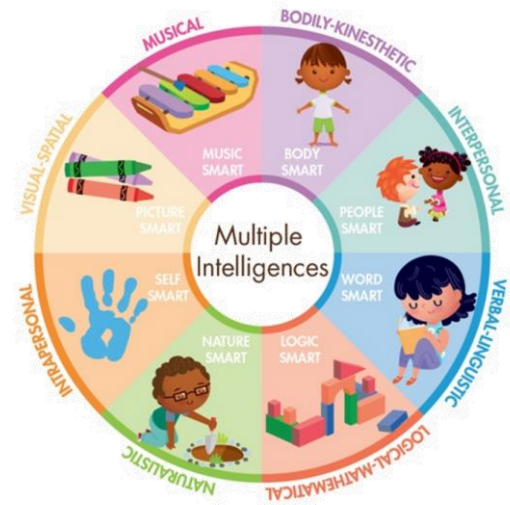 MUSICAL
BODILY-KINESTHETIC
INTERPERSONAL
VERBAL-LINGUISTIC
LOGICAL-MATHEMATICAL
NATURALISTIC
INTRAPERSONAL
VISUAL-SPATIAL
MUSIC
SMART
BODY
SMART
PEOPLE
SMART
WORD
SMART
LOGIC
SMART
NATURE
SMART
SELF
SMART
PICTURE
SMART
Multiple
Intelligences